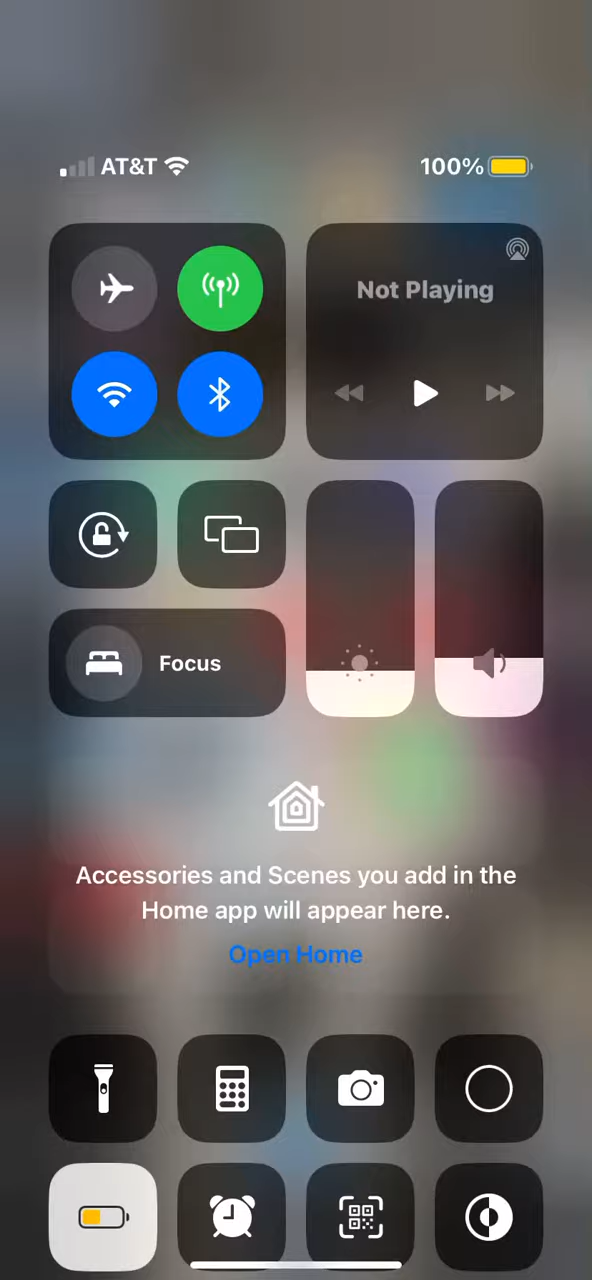 AT&T
100%
Not Playing
Focus
Accessories and Scenes you add in the
Home app will appear here.
Open Home